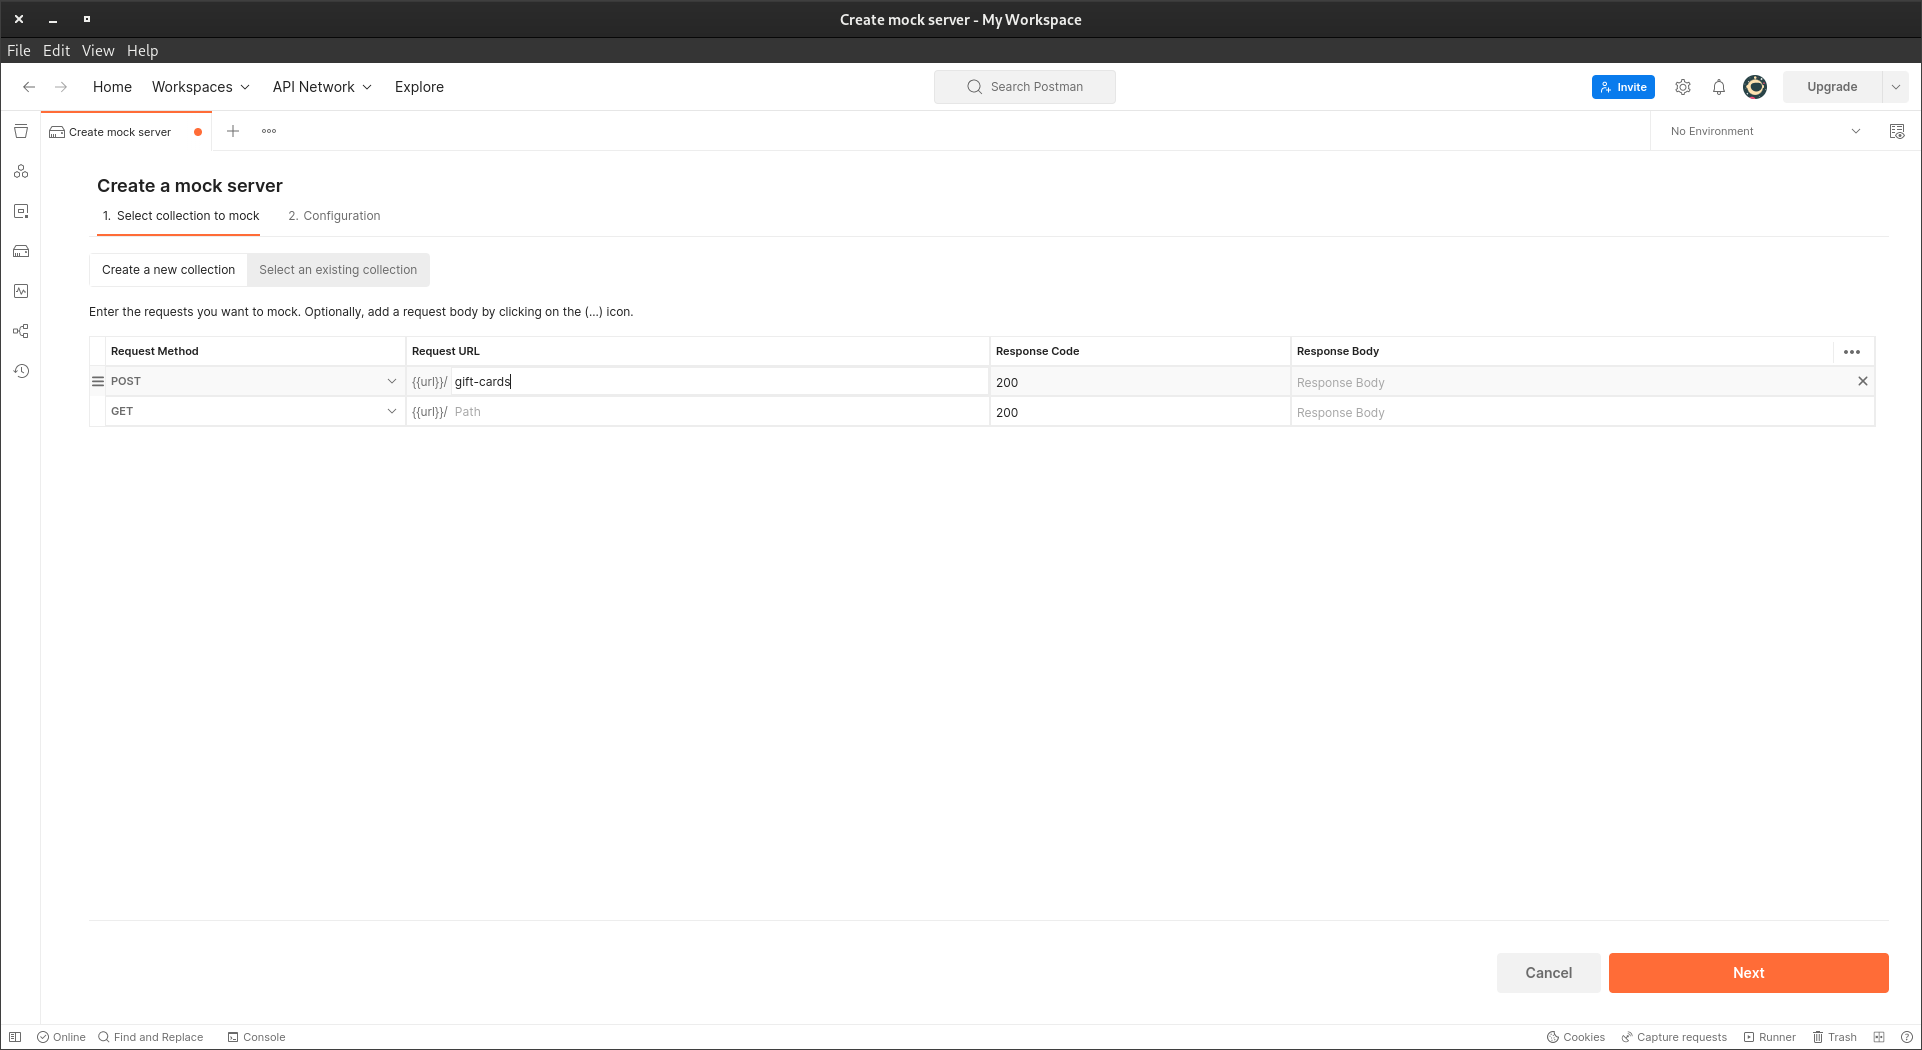 Create mock server - My Workspace
File Edit View Help
Home Workspaces API Network Explore Search Postman Invite Upgrade
Create mock server No Environment
Create a mock server
1. Select collection to mock 2. Configuration
Create a new collection Select an existing collection
Enter the requests you want to mock. Optionally, add a request body by clicking on the (...) icon.
Request Method Request URL Response Code Response Body
POST {{url}}/ gift-cards 200 Response Body
GET {{url}}/ Path 200 Response Body
Cancel Next
Online Find and Replace Console Cookies Capture requests Runner Trash